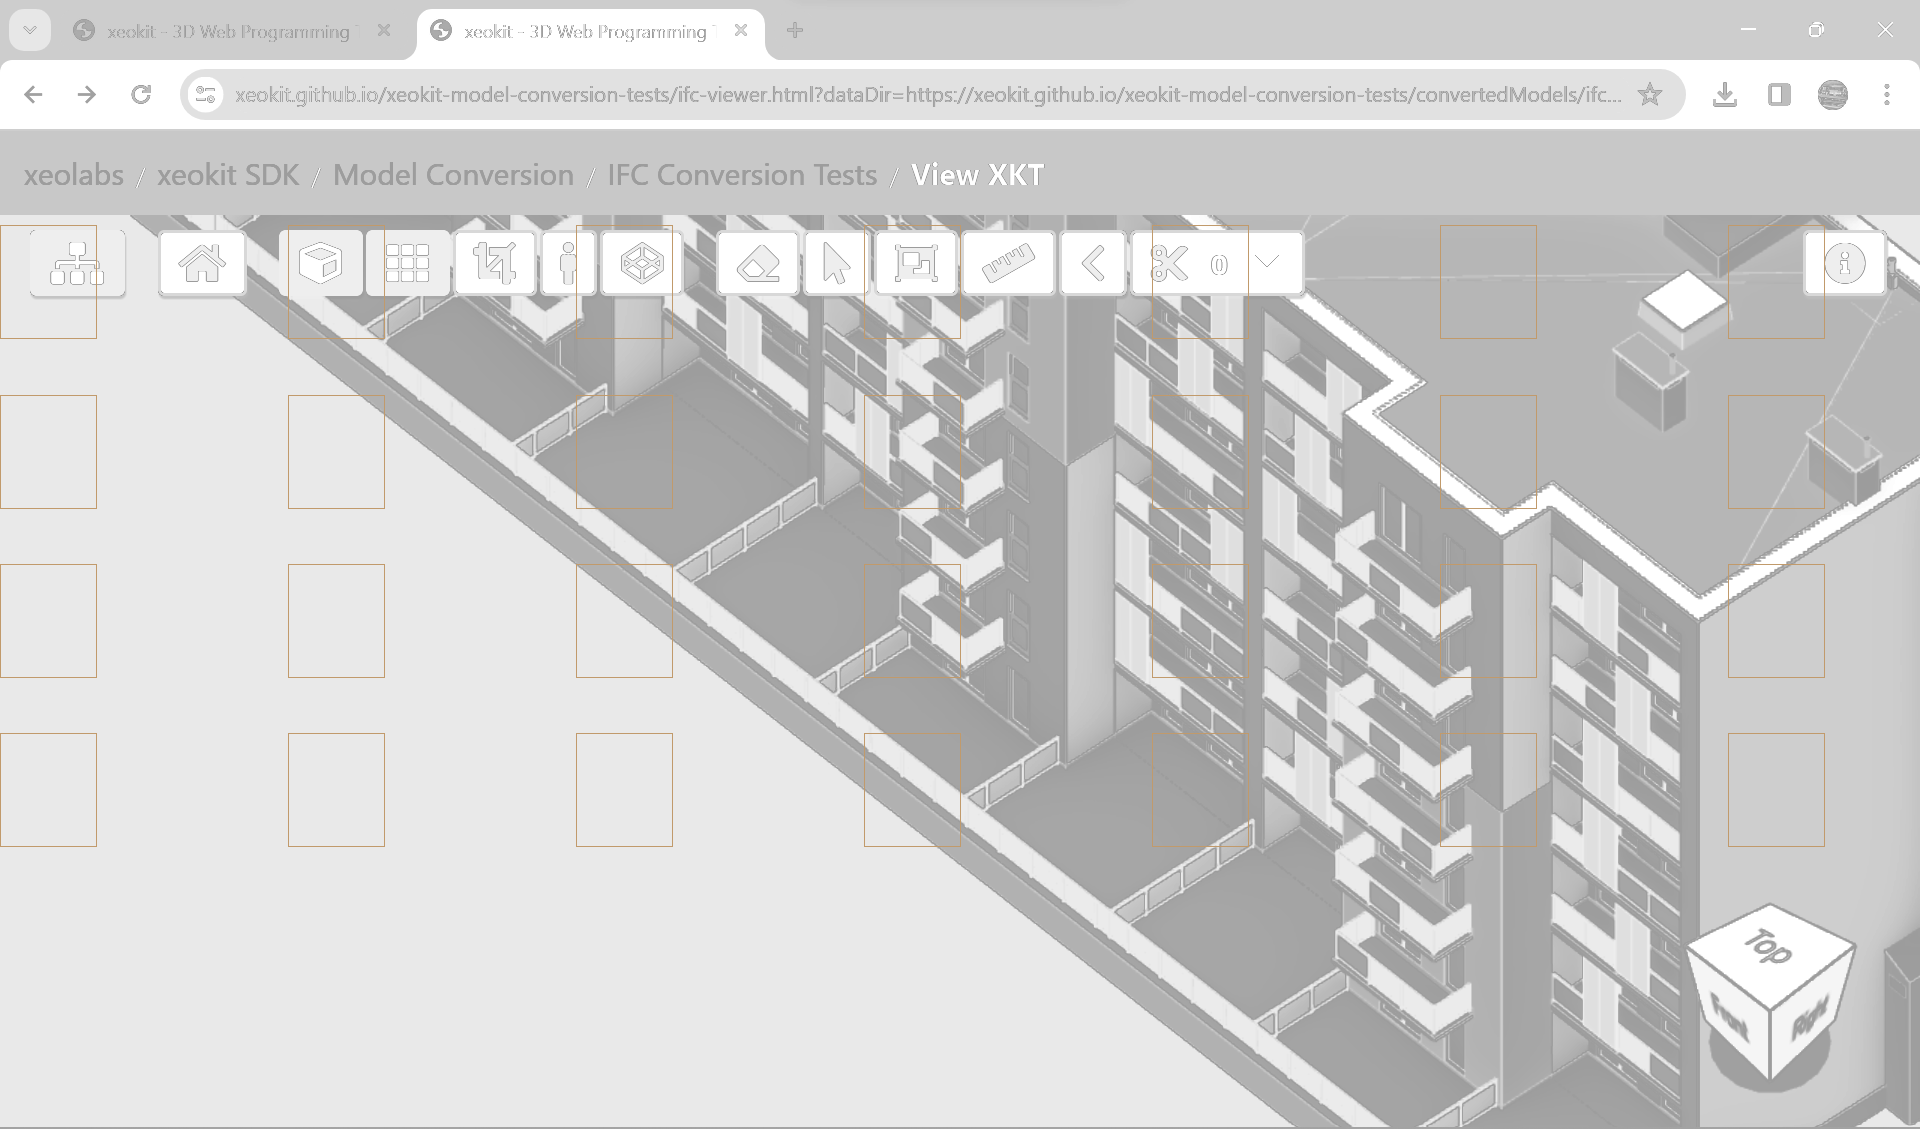 xeokit - 3D Web Programming
xeokit - 3D Web Programming
xeokit.github.io/xeokit-model-conversion-tests/ifc-viewer.html?dataDir=https://xeokit.github.io/xeokit-model-conversion-tests/convertedModels/ifc...
xeolabs / xeokit SDK / Model Conversion / IFC Conversion Tests / View XKT
0
Top
Front
Right